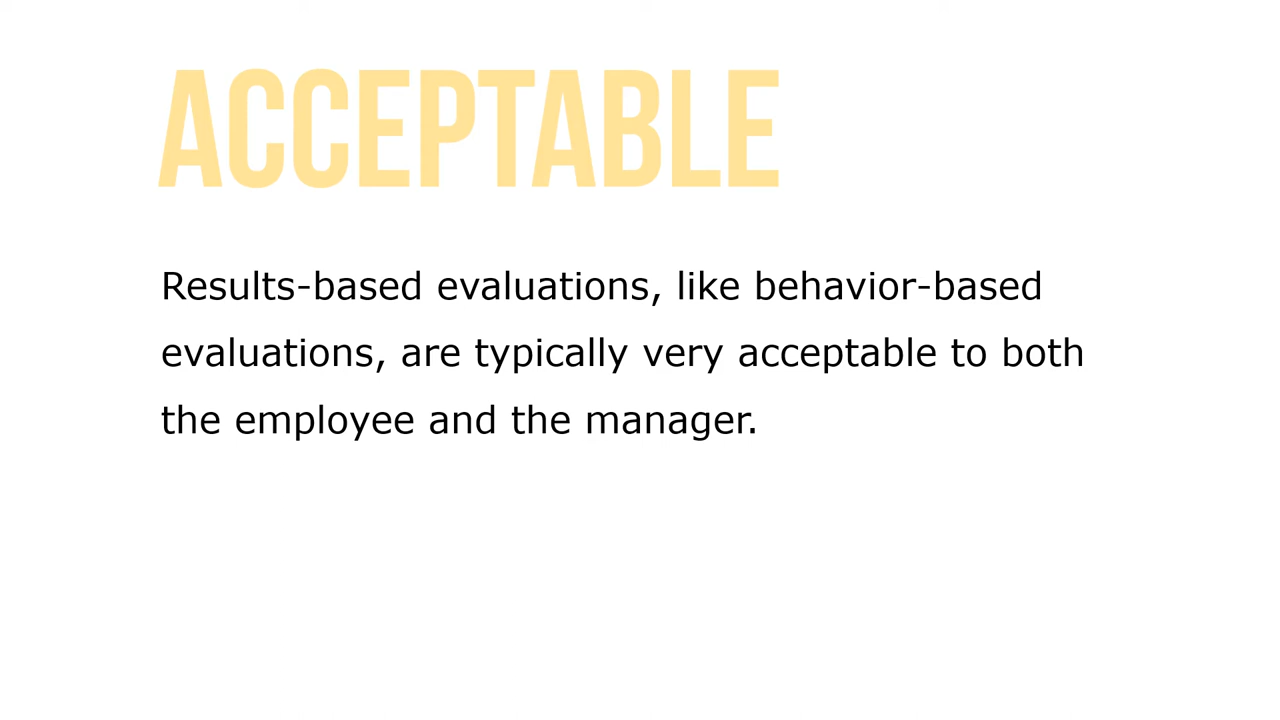 ACCEPTABLE
Results-based evaluations, like behavior-based
evaluations, are typically very acceptable to both
the employee and the manager.